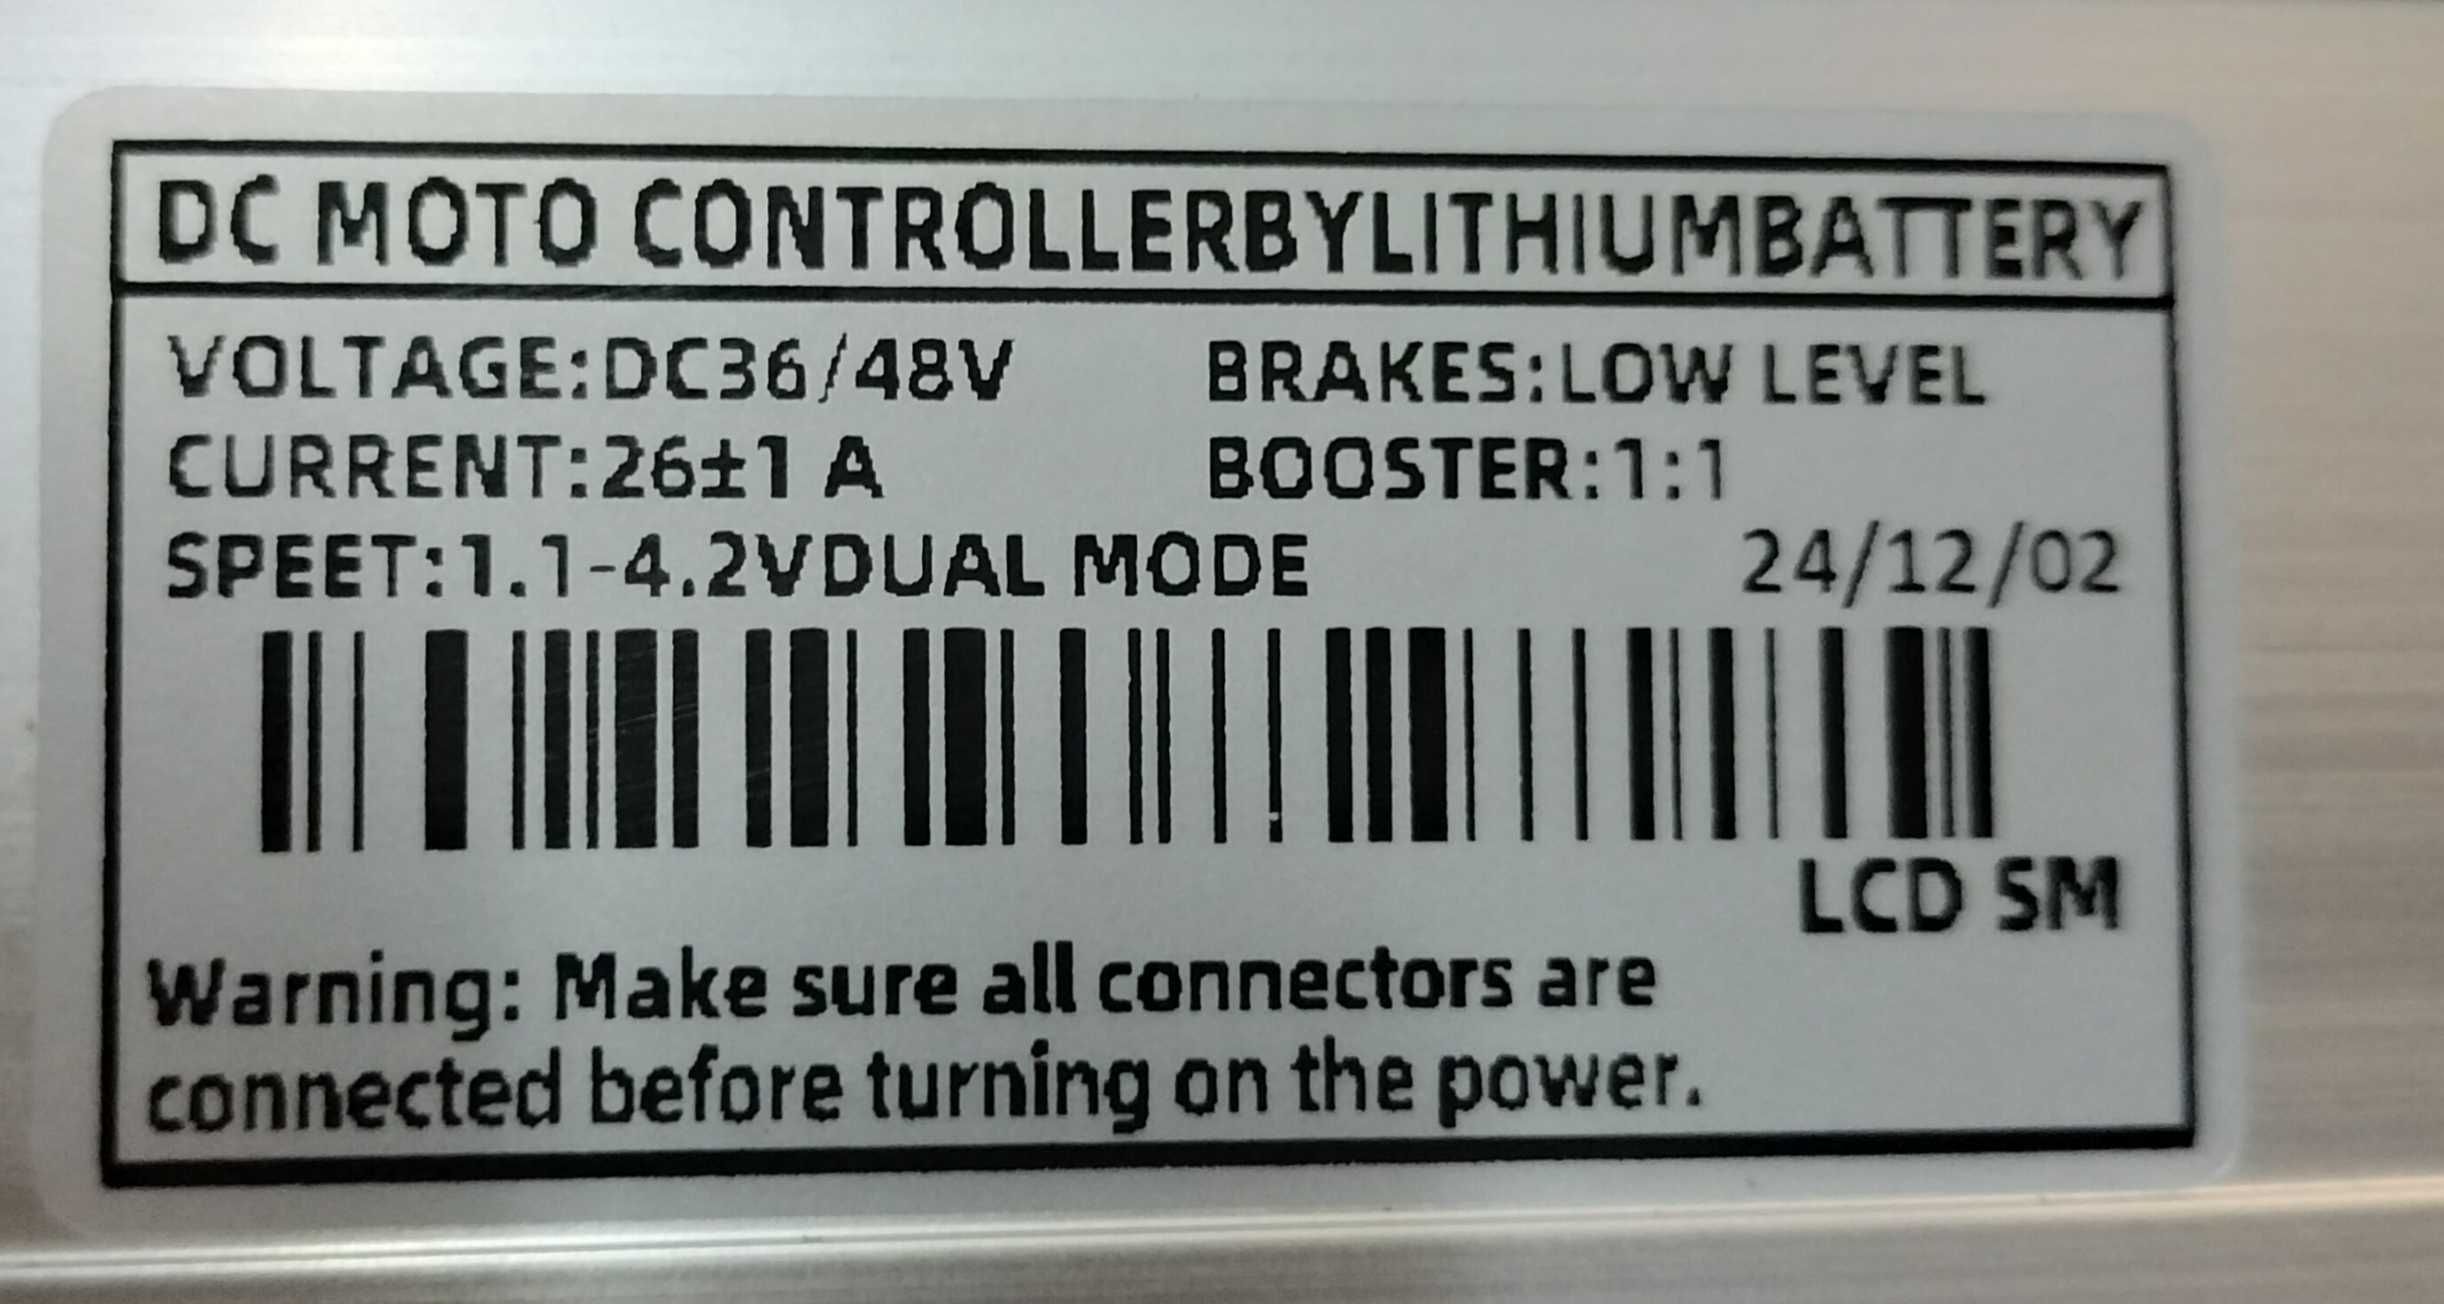 DC MOTO CONTROLLERBYLITHIUMBATTERY
VOLTAGE:DC36/48V BRAKES:LOW LEVEL
CURRENT:26±1 A BOOSTER:1:1
SPEET:1.1-4.2VDUAL MODE 24/12/02
LCD SM
Warning: Make sure all connectors are
connected before turning on the power.